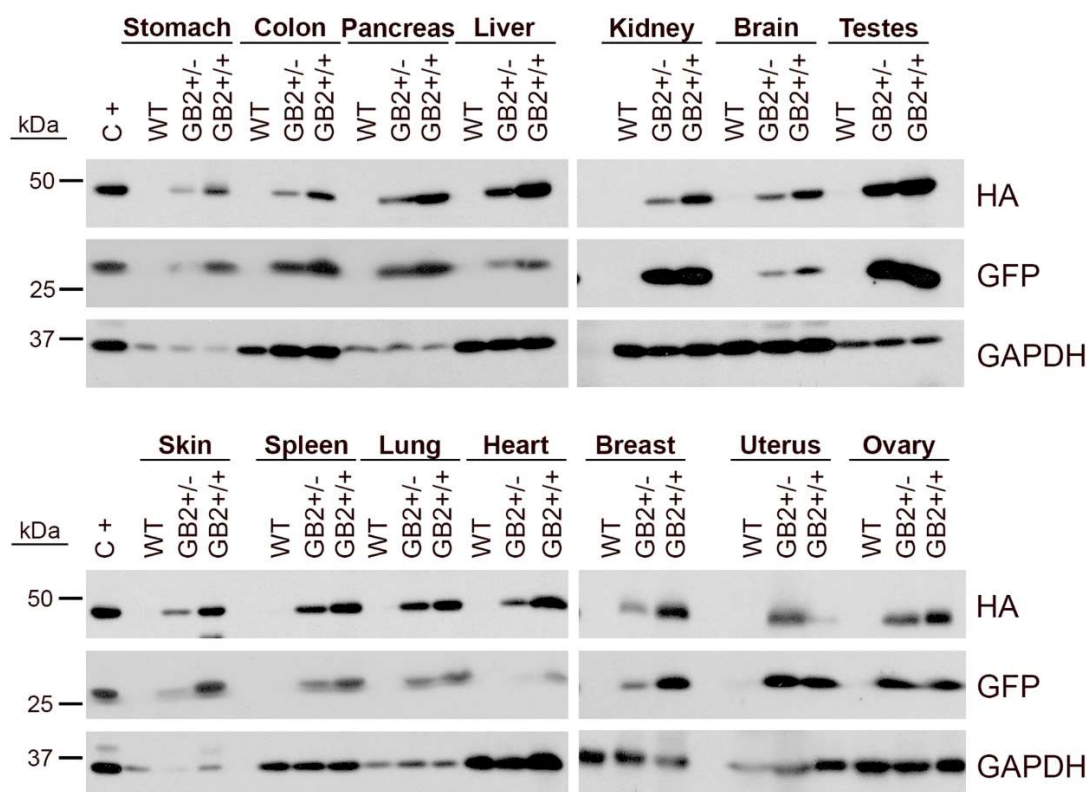 Stomach Colon Pancreas Liver Kidney Brain Testes
kDa C + WT GB2+/- GB2+/+ WT GB2+/- GB2+/+ WT GB2+/- GB2+/+ WT GB2+/- GB2+/+ WT GB2+/- GB2+/+ WT GB2+/- GB2+/+ WT GB2+/- GB2+/+
50 HA
25 GFP
37 GAPDH
Skin Spleen Lung Heart Breast Uterus Ovary
kDa C + WT GB2+/- GB2+/+ WT GB2+/- GB2+/+ WT GB2+/- GB2+/+ WT GB2+/- GB2+/+ WT GB2+/- GB2+/+ WT GB2+/- GB2+/+ WT GB2+/- GB2+/+
50 HA
25 GFP
37 GAPDH